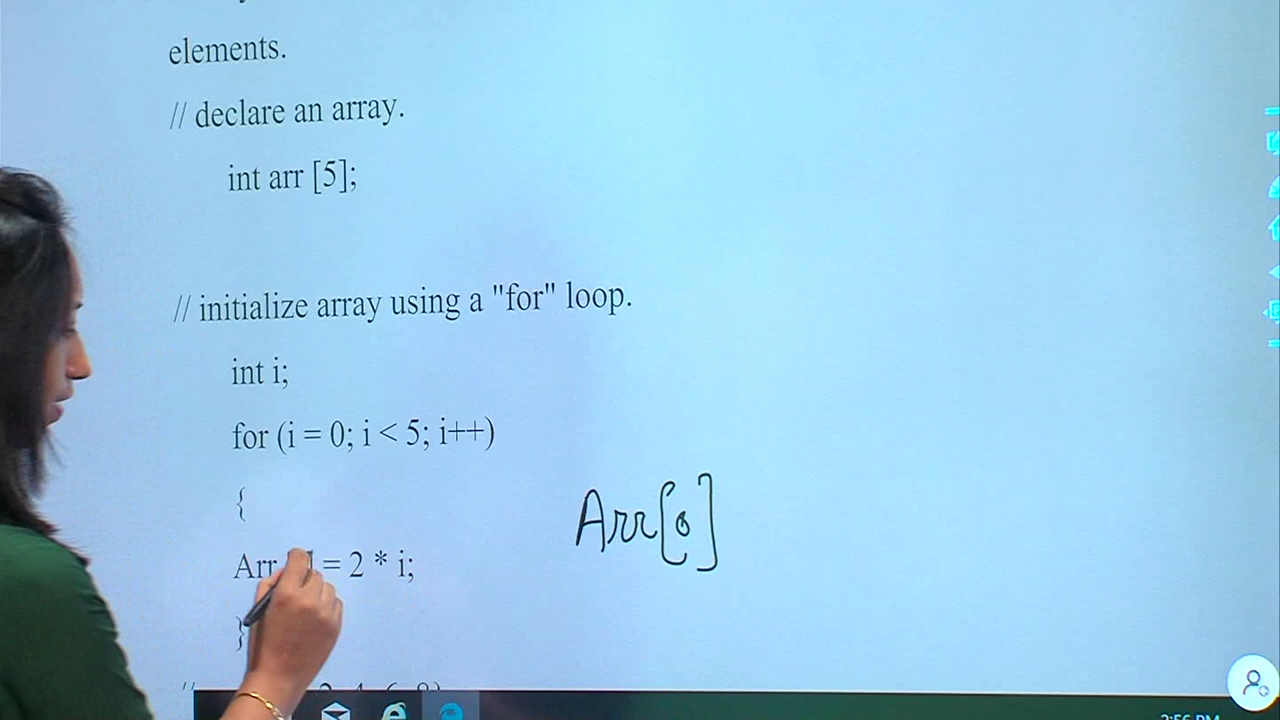 elements.
// declare an array.
int arr [5];
// initialize array using a "for" loop.
int i;
for (i = 0; i < 5; i++)
{
Arr ] = 2 * i;
Arr[0]
}
//